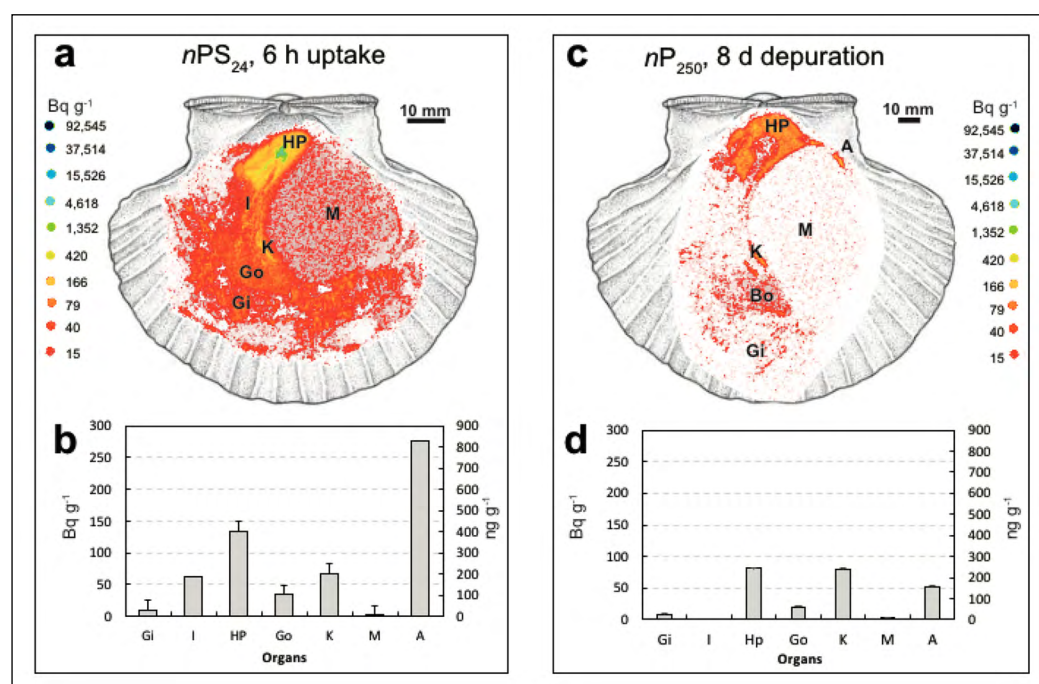 a
nPS24, 6 h uptake
Bq g-1
92,545
37,514
15,526
4,618
1,352
420
166
79
40
15
10 mm
HP
I
M
K
Go
Gi
b
300
250
200
150
100
50
0
Bq g-1
900
800
700
600
500
400
300
200
100
0
ng g-1
Gi I HP Go K M A
Organs
c
nP250, 8 d depuration
10 mm
Bq g-1
92,545
37,514
15,526
4,618
1,352
420
166
79
40
15
HP
A
M
K
Bo
Gi
d
300
250
200
150
100
50
0
Bq g-1
900
800
700
600
500
400
300
200
100
0
ng g-1
Gi I Hp Go K M A
Organs